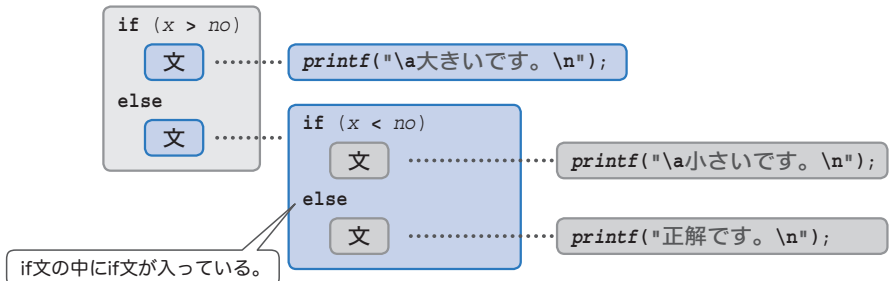 if (x > no)
文 printf("\a大きいです。\n");
else
文 if (x < no)
文 printf("\a小さいです。\n");
else
文 printf("正解です。\n");
if文の中にif文が入っている。